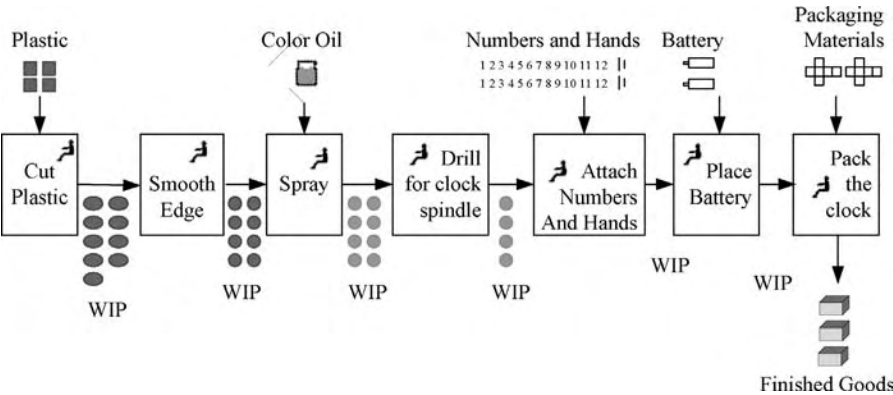 Plastic
Color Oil
Numbers and Hands
1 2 3 4 5 6 7 8 9 10 11 12
1 2 3 4 5 6 7 8 9 10 11 12
Battery
Packaging
Materials
Cut
Plastic
Smooth
Edge
Spray
Drill
for clock
spindle
Attach
Numbers
And Hands
Place
Battery
Pack
the
clock
WIP
WIP
WIP
WIP
WIP
WIP
Finished Goods